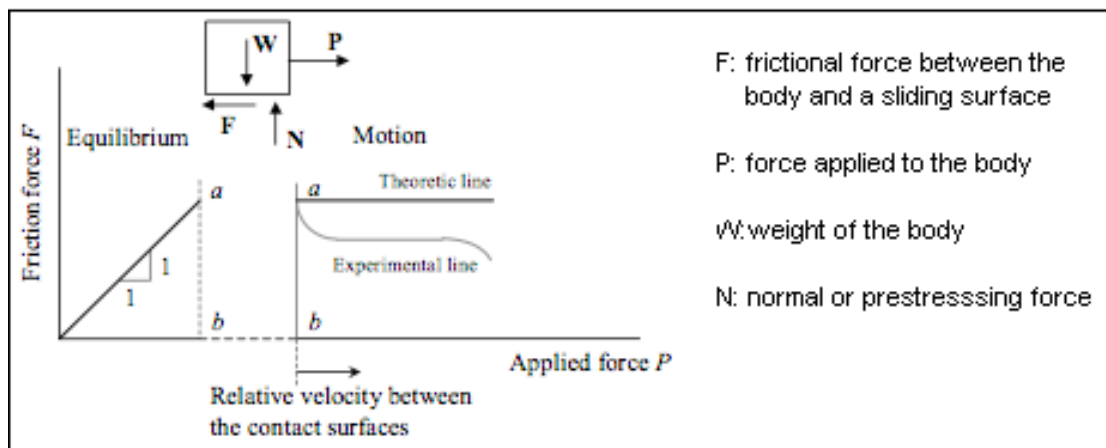 W
P
F
N
Equilibrium
Motion
Friction force F
a
a
Theoretic line
Experimental line
1
1
b
b
Applied force P
Relative velocity between
the contact surfaces
F: frictional force between the
body and a sliding surface
P: force applied to the body
W: weight of the body
N: normal or prestresssing force